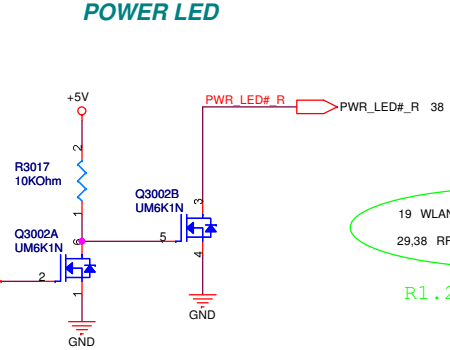 POWER LED
+5V
PWR_LED#_R
PWR_LED#_R 38
2
R3017
10KOhm
1
Q3002B
UM6K1N
3
5
4
Q3002A
UM6K1N
6
2
1
GND
GND
19 WLAN
29,38 RF
R1.2